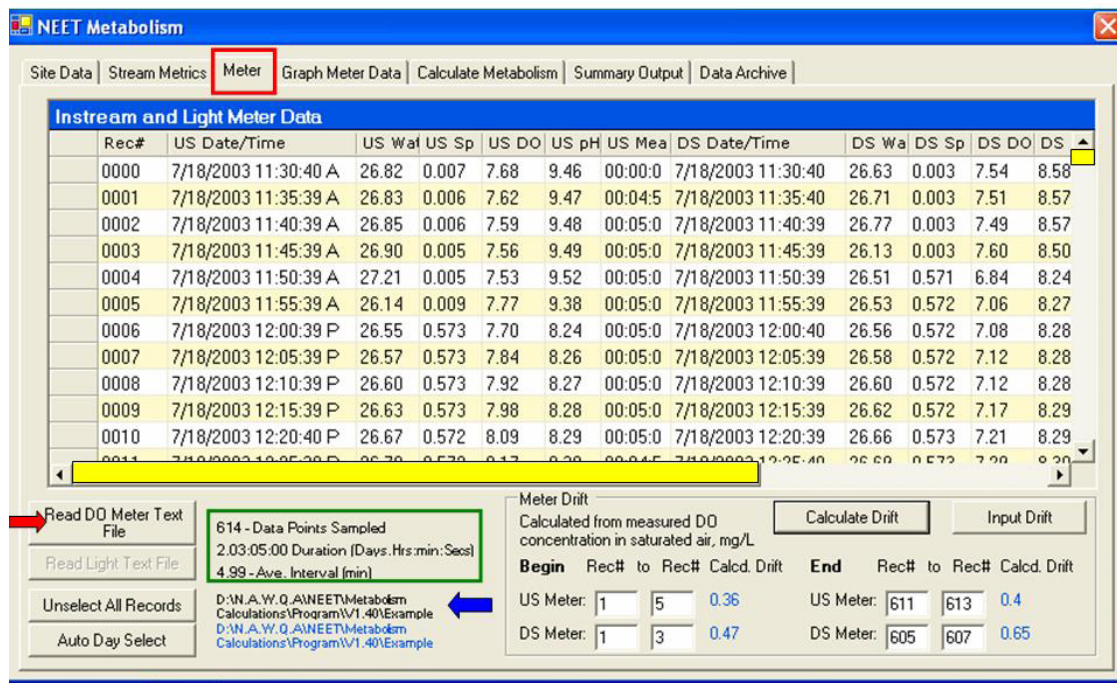 NEET Metabolism
Site Data Stream Metrics Meter Graph Meter Data Calculate Metabolism Summary Output Data Archive
Instream and Light Meter Data
Rec# US Date/Time US Wat US Sp US DO US pH US Mea DS Date/Time DS Wa DS Sp DS DO DS
0000 7/18/2003 11:30:40 A 26.82 0.007 7.68 9.46 00:00:0 7/18/2003 11:30:40 26.63 0.003 7.54 8.58
0001 7/18/2003 11:35:39 A 26.83 0.006 7.62 9.47 00:04:5 7/18/2003 11:35:40 26.71 0.003 7.51 8.57
0002 7/18/2003 11:40:39 A 26.85 0.006 7.59 9.48 00:05:0 7/18/2003 11:40:39 26.77 0.003 7.49 8.57
0003 7/18/2003 11:45:39 A 26.90 0.005 7.56 9.49 00:05:0 7/18/2003 11:45:39 26.13 0.003 7.60 8.50
0004 7/18/2003 11:50:39 A 27.21 0.005 7.53 9.52 00:05:0 7/18/2003 11:50:39 26.51 0.571 6.84 8.24
0005 7/18/2003 11:55:39 A 26.14 0.009 7.77 9.38 00:05:0 7/18/2003 11:55:39 26.53 0.572 7.06 8.27
0006 7/18/2003 12:00:39 P 26.55 0.573 7.70 8.24 00:05:0 7/18/2003 12:00:40 26.56 0.572 7.08 8.28
0007 7/18/2003 12:05:39 P 26.57 0.573 7.84 8.26 00:05:0 7/18/2003 12:05:39 26.58 0.572 7.12 8.28
0008 7/18/2003 12:10:39 P 26.60 0.573 7.92 8.27 00:05:0 7/18/2003 12:10:39 26.60 0.572 7.12 8.28
0009 7/18/2003 12:15:39 P 26.63 0.573 7.98 8.28 00:05:0 7/18/2003 12:15:39 26.62 0.572 7.17 8.29
0010 7/18/2003 12:20:40 P 26.67 0.572 8.09 8.29 00:05:0 7/18/2003 12:20:39 26.66 0.573 7.21 8.29
Read DO Meter Text
File
Read Light Text File
Unselect All Records
Auto Day Select
614 - Data Points Sampled
2.03:05:00 Duration (Days.Hrs:min:Secs)
4.99 - Ave. Interval (min)
D:\N.A.W.Q.A\NEET\Metabolism
Calculations\Program\V1.40\Example
D:\N.A.W.Q.A\NEET\Metabolism
Calculations\Program\V1.40\Example
Meter Drift
Calculated from measured DO
concentration in saturated air, mg/L
Calculate Drift Input Drift
Begin Rec# to Rec# Calcd. Drift End Rec# to Rec# Calcd. Drift
US Meter: 1 5 0.36 US Meter: 611 613 0.4
DS Meter: 1 3 0.47 DS Meter: 605 607 0.65